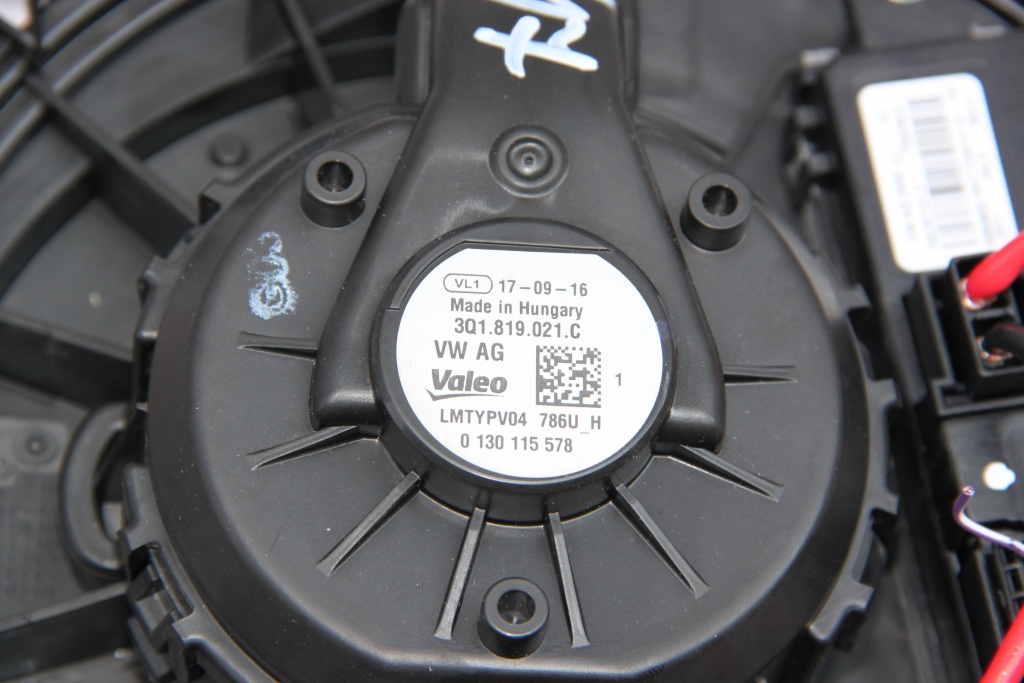 VL1 17-09-16
Made in Hungary
3Q1.819.021.C
VW AG
Valeo
1
LMTYPV04 786U_H
0 130 115 578